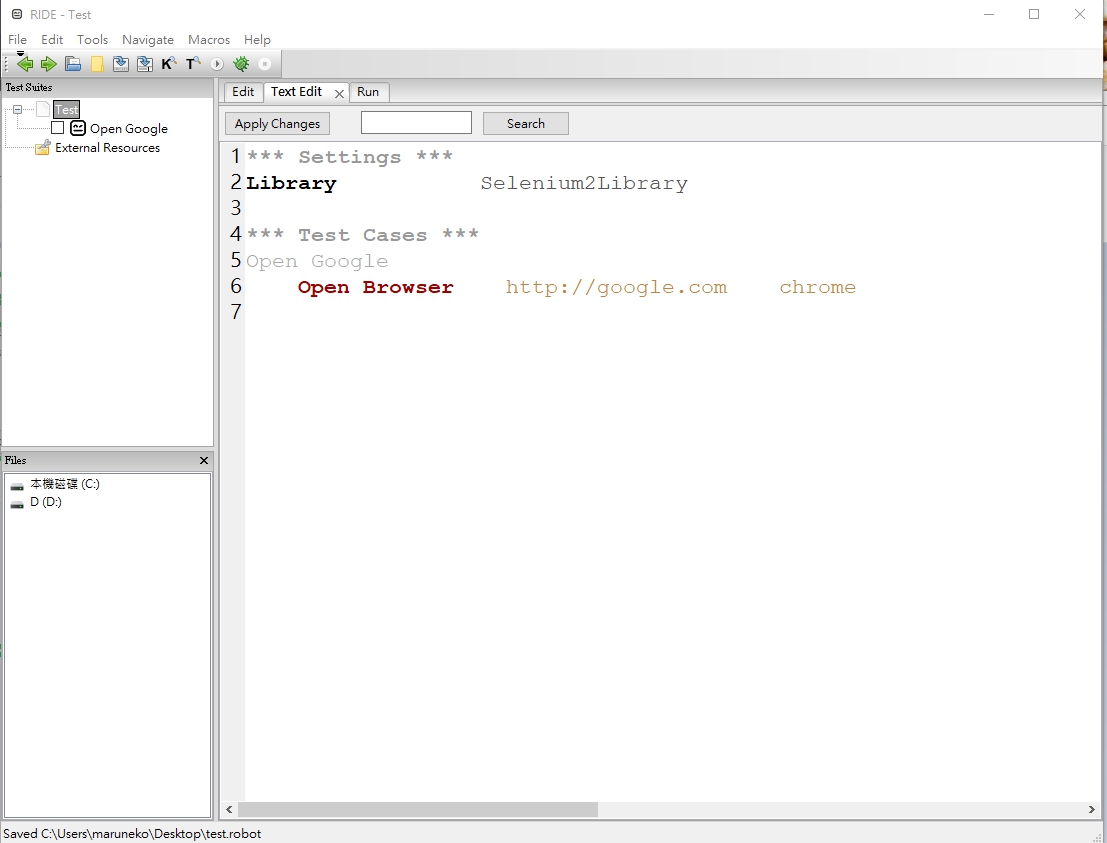 RIDE - Test
File Edit Tools Navigate Macros Help
K T
Test Suites
Test
Open Google
External Resources
Files
本機磁碟 (C:)
D (D:)
Edit Text Edit Run
Apply Changes Search
1 *** Settings ***
2 Library Selenium2Library
3
4 *** Test Cases ***
5 Open Google
6 Open Browser http://google.com chrome
7
Saved C:\Users\maruneko\Desktop\test.robot